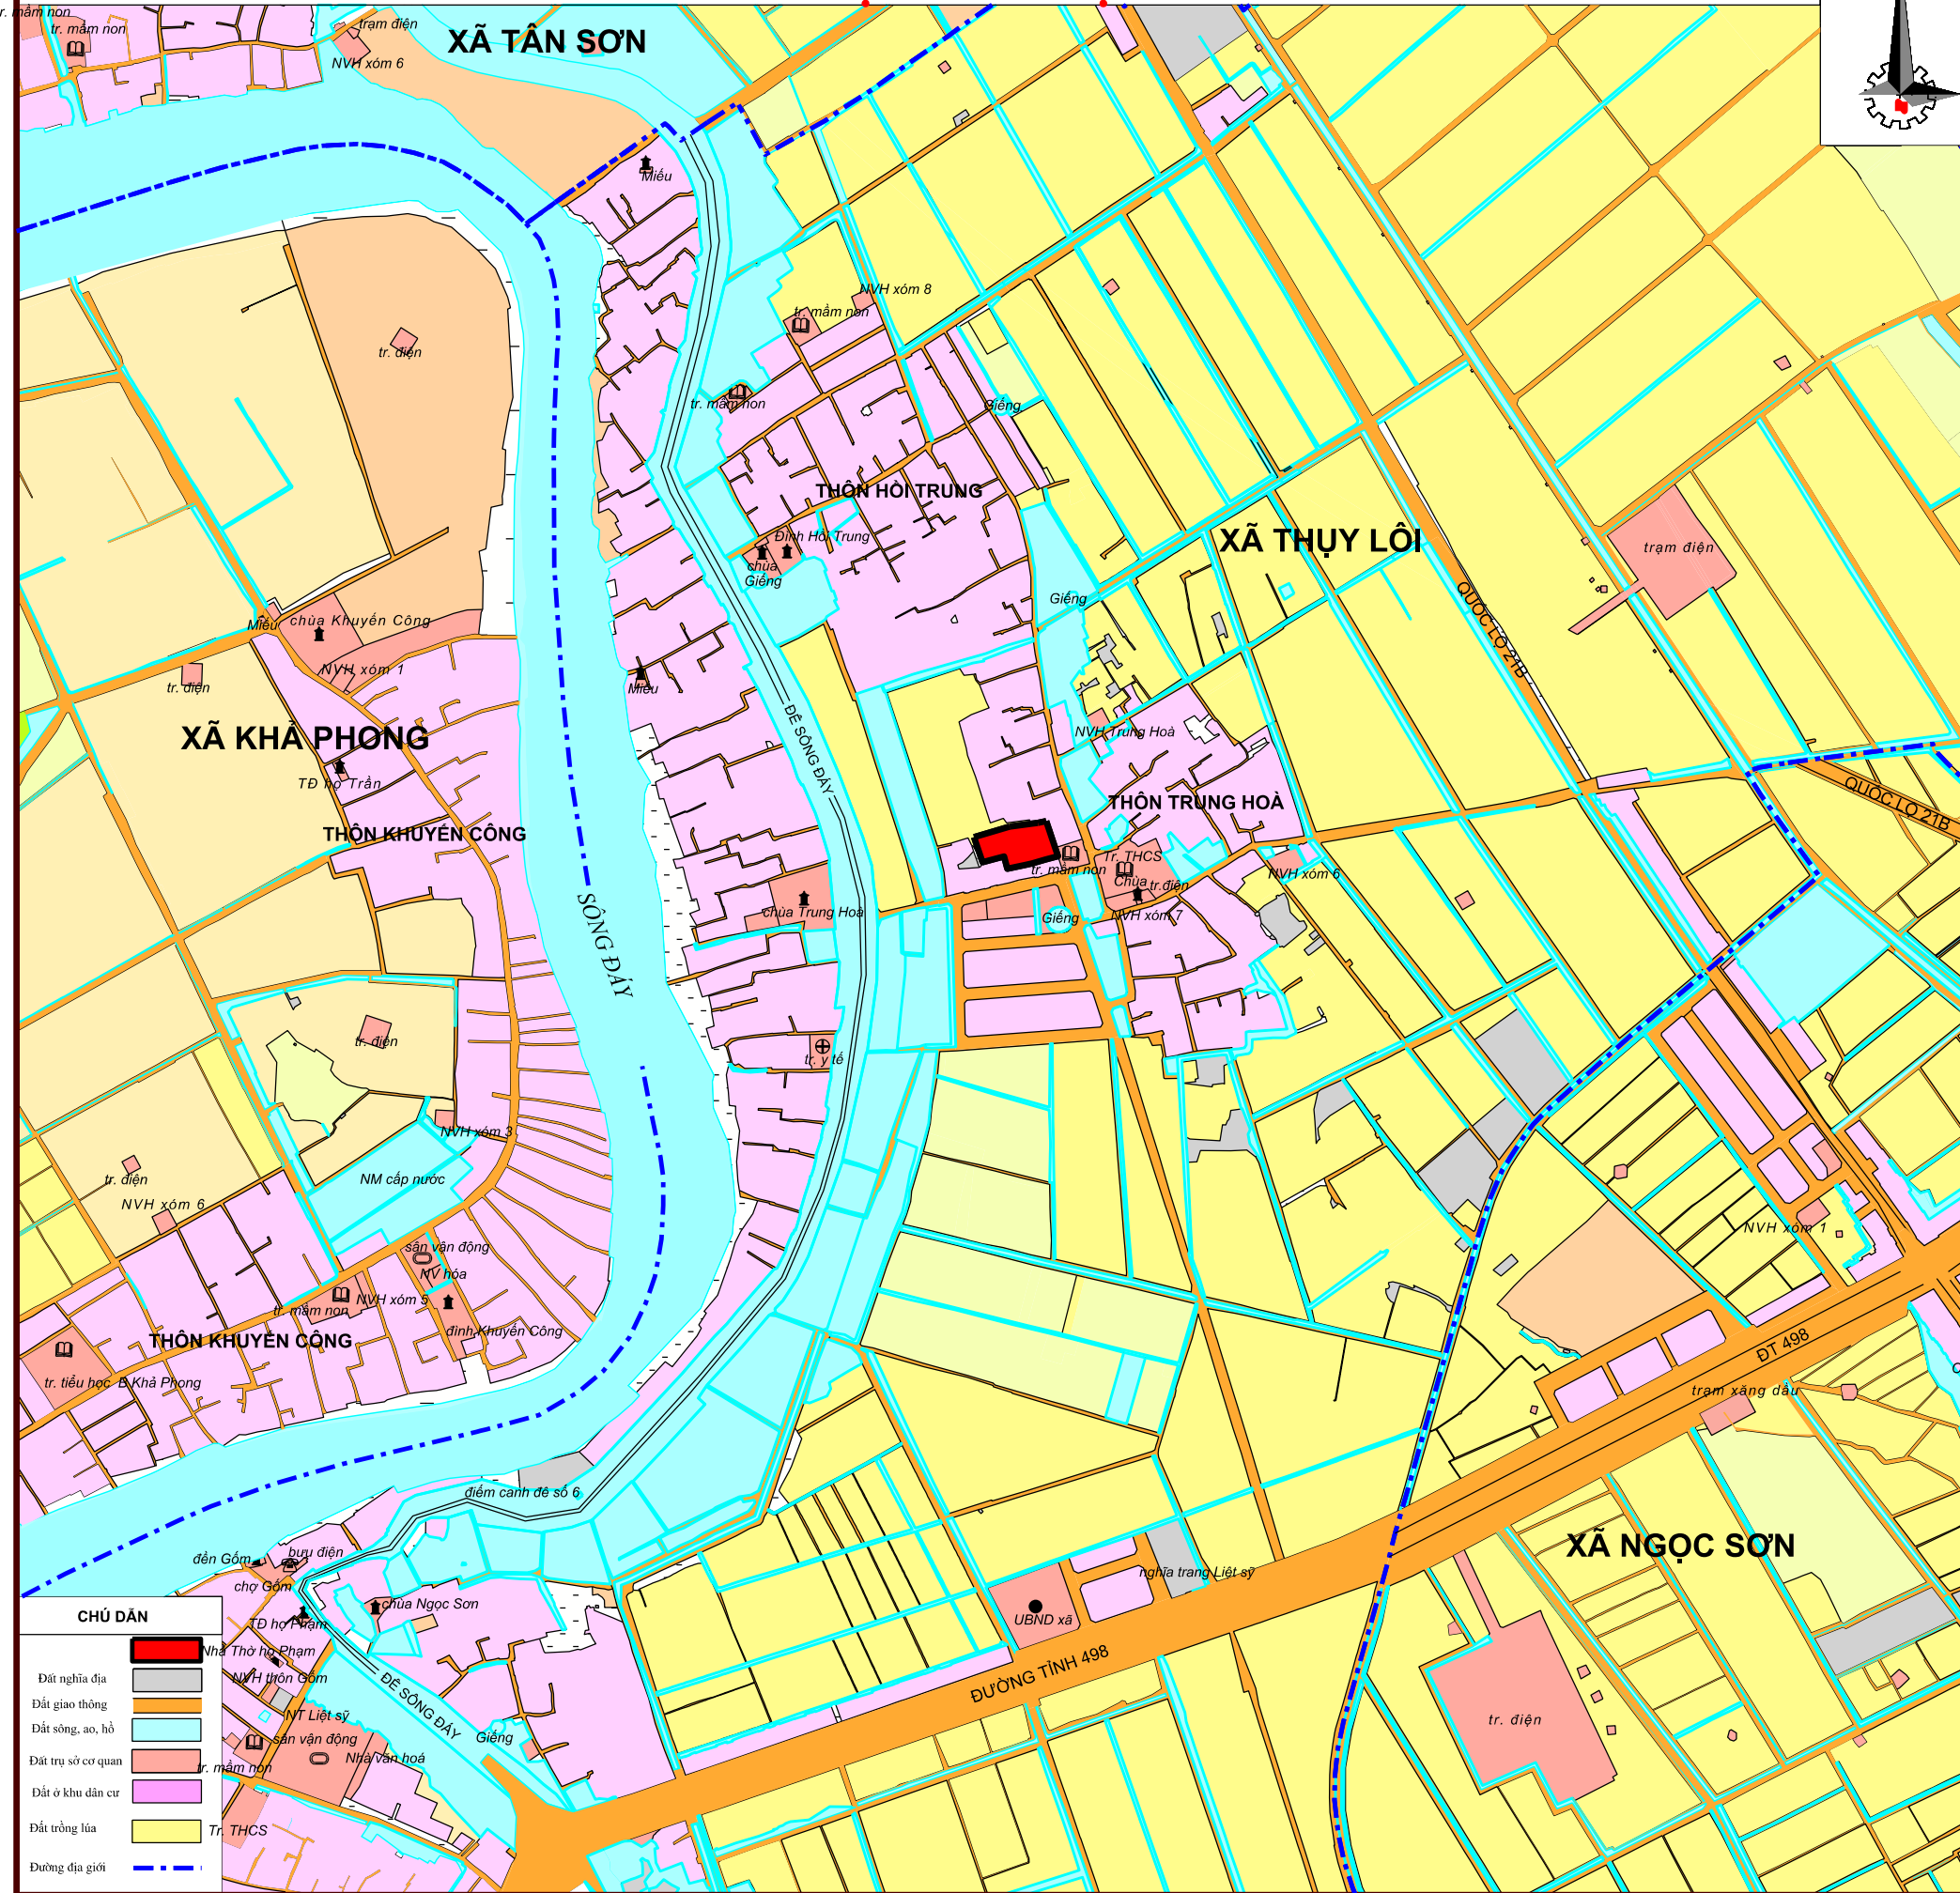 tr. mầm non
tr. mầm non
trạm điện
NVH xóm 6
XÃ TÂN SƠN
Miếu
NVH xóm 8
tr. mầm non
tr. điện
tr. mầm non
Giếng
THÔN HỒI TRUNG
Đình Hồi Trung
chùa
Giếng
XÃ THỤY LÔI
trạm điện
QUỐC LỘ 21B
Giếng
Miếu
chùa Khuyến Công
NVH xóm 1
tr. điện
Miếu
XÃ KHẢ PHONG
ĐÊ SÔNG ĐÁY
NVH Trung Hoà
TĐ họ Trần
QUỐC LỘ 21B
THÔN TRUNG HOÀ
THÔN KHUYẾN CÔNG
Tr. THCS
tr. mầm non
Chùa
tr.điện
NVH xóm 6
SÔNG ĐÁY
chùa Trung Hoà
Giếng
NVH xóm 7
tr. điện
tr. y tế
NVH xóm 3
tr. điện
NM cấp nước
NVH xóm 6
NVH xóm 1
sân vận động
NV hóa
NVH xóm 5
tr. mầm non
đình Khuyến Công
THÔN KHUYẾN CÔNG
ĐT 498
tr. tiểu học B Khả Phong
trạm xăng dầu
điếm canh đê số 6
XÃ NGỌC SƠN
đền Gốm
bưu điện
chợ Gốm
nghĩa trang Liệt sỹ
chùa Ngọc Sơn
UBND xã
TĐ họ Phạm
CHÚ DẪN
Nhà Thờ họ Phạm
Đất nghĩa địa
NVH thôn Gốm
Đất giao thông
ĐƯỜNG TỈNH 498
ĐÊ SÔNG ĐÁY
NT Liệt sỹ
Đất sông, ao, hồ
sân vận động
Giếng
tr. điện
Đất trụ sở cơ quan
Nhà văn hoá
tr. mầm non
Đất ở khu dân cư
Đất trồng lúa
Tr. THCS
Đường địa giới